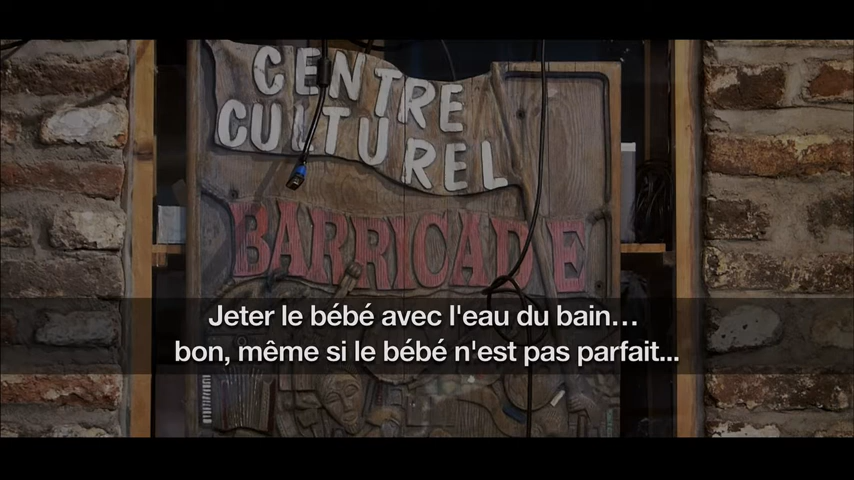 CENTRE
CULTUREL
BARRICADE
Jeter le bébé avec l'eau du bain…
bon, même si le bébé n'est pas parfait...